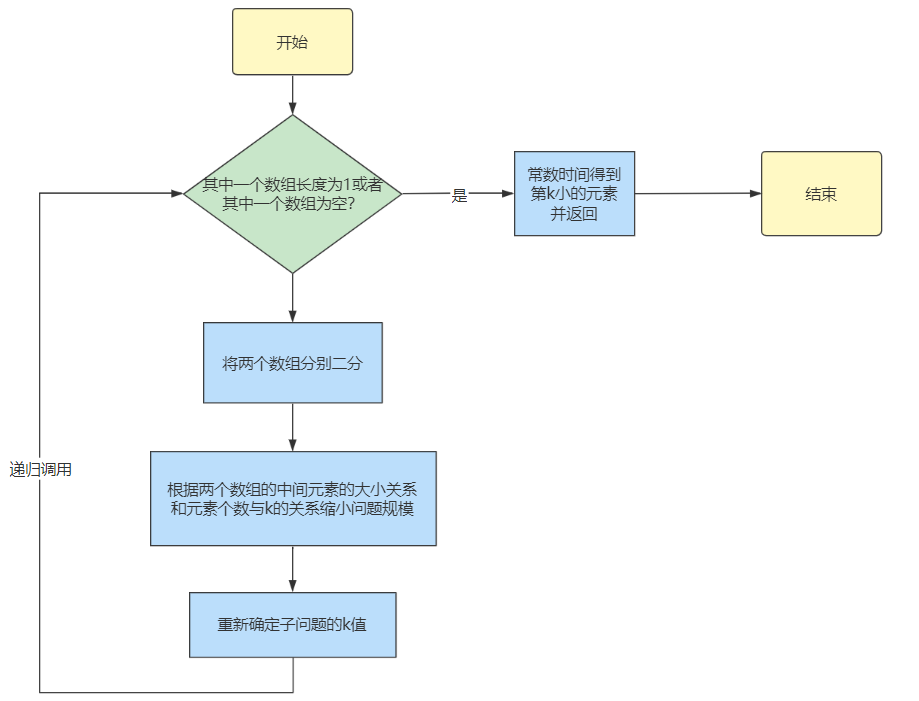 开始
其中一个数组长度为1或者
其中一个数组为空?
是
常数时间得到
第k小的元素
并返回
结束
将两个数组分别二分
根据两个数组的中间元素的大小关系
和元素个数与k的关系缩小问题规模
重新确定子问题的k值
递归调用